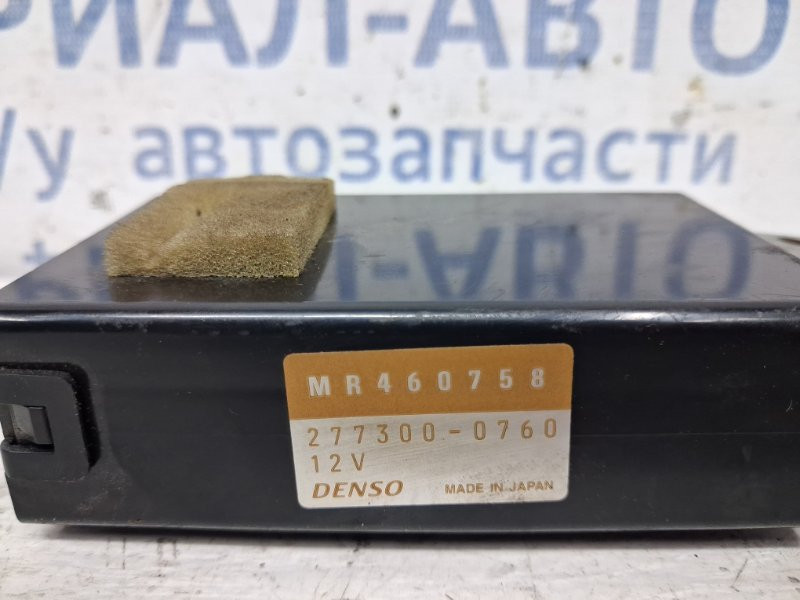 РИАЛ-АВТО
/у автозапчасти
MR460758
277300-0760
12V
DENSO MADE IN JAPAN